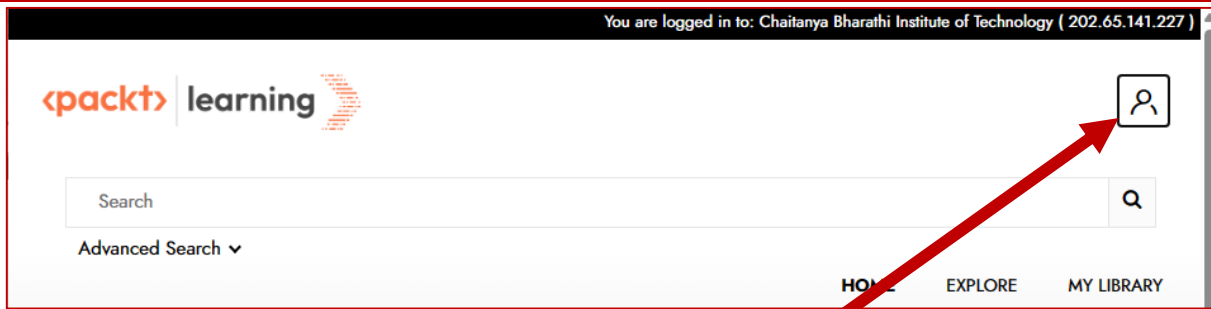 You are logged in to: Chaitanya Bharathi Institute of Technology ( 202.65.141.227 )
<packt> learning
Search
Advanced Search
HOME EXPLORE MY LIBRARY